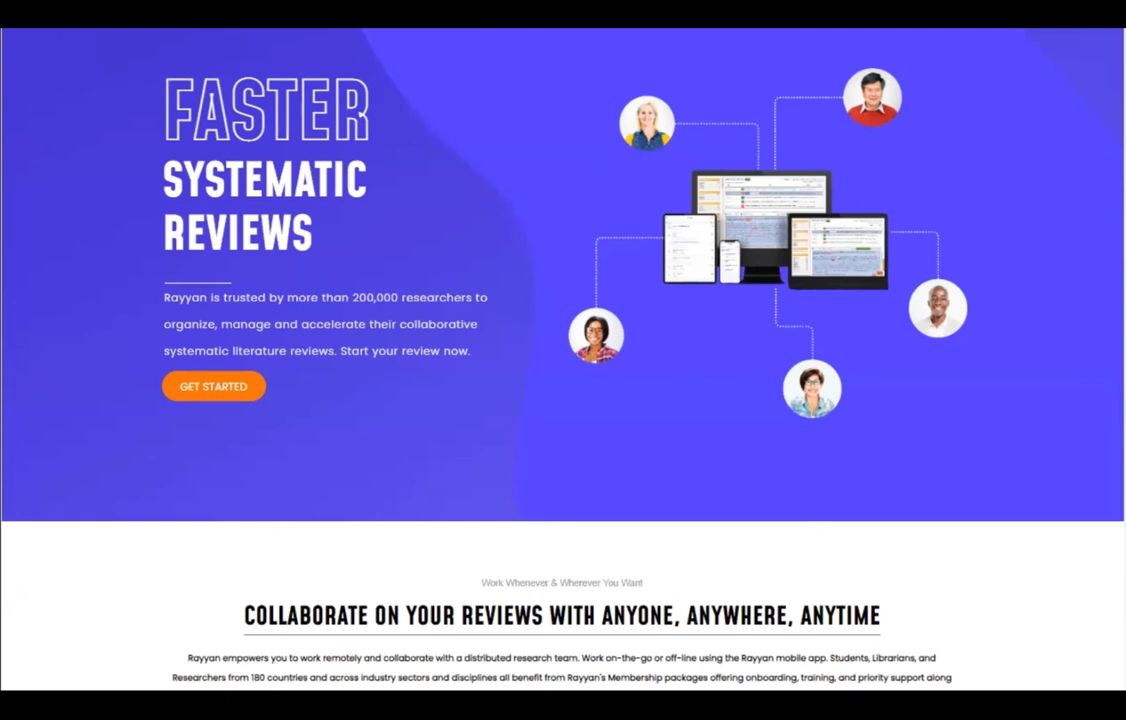 FASTER
SYSTEMATIC
REVIEWS
Rayyan is trusted by more than 200,000 researchers to
organize, manage and accelerate their collaborative
systematic literature reviews. Start your review now.
GET STARTED
Work Whenever & Wherever You Want
COLLABORATE ON YOUR REVIEWS WITH ANYONE, ANYWHERE, ANYTIME
Rayyan empowers you to work remotely and collaborate with a distributed research team. Work on-the-go or off-line using the Rayyan mobile app. Students, Librarians, and
Researchers from 180 countries and across industry sectors and disciplines all benefit from Rayyan's Membership packages offering onboarding, training, and priority support along